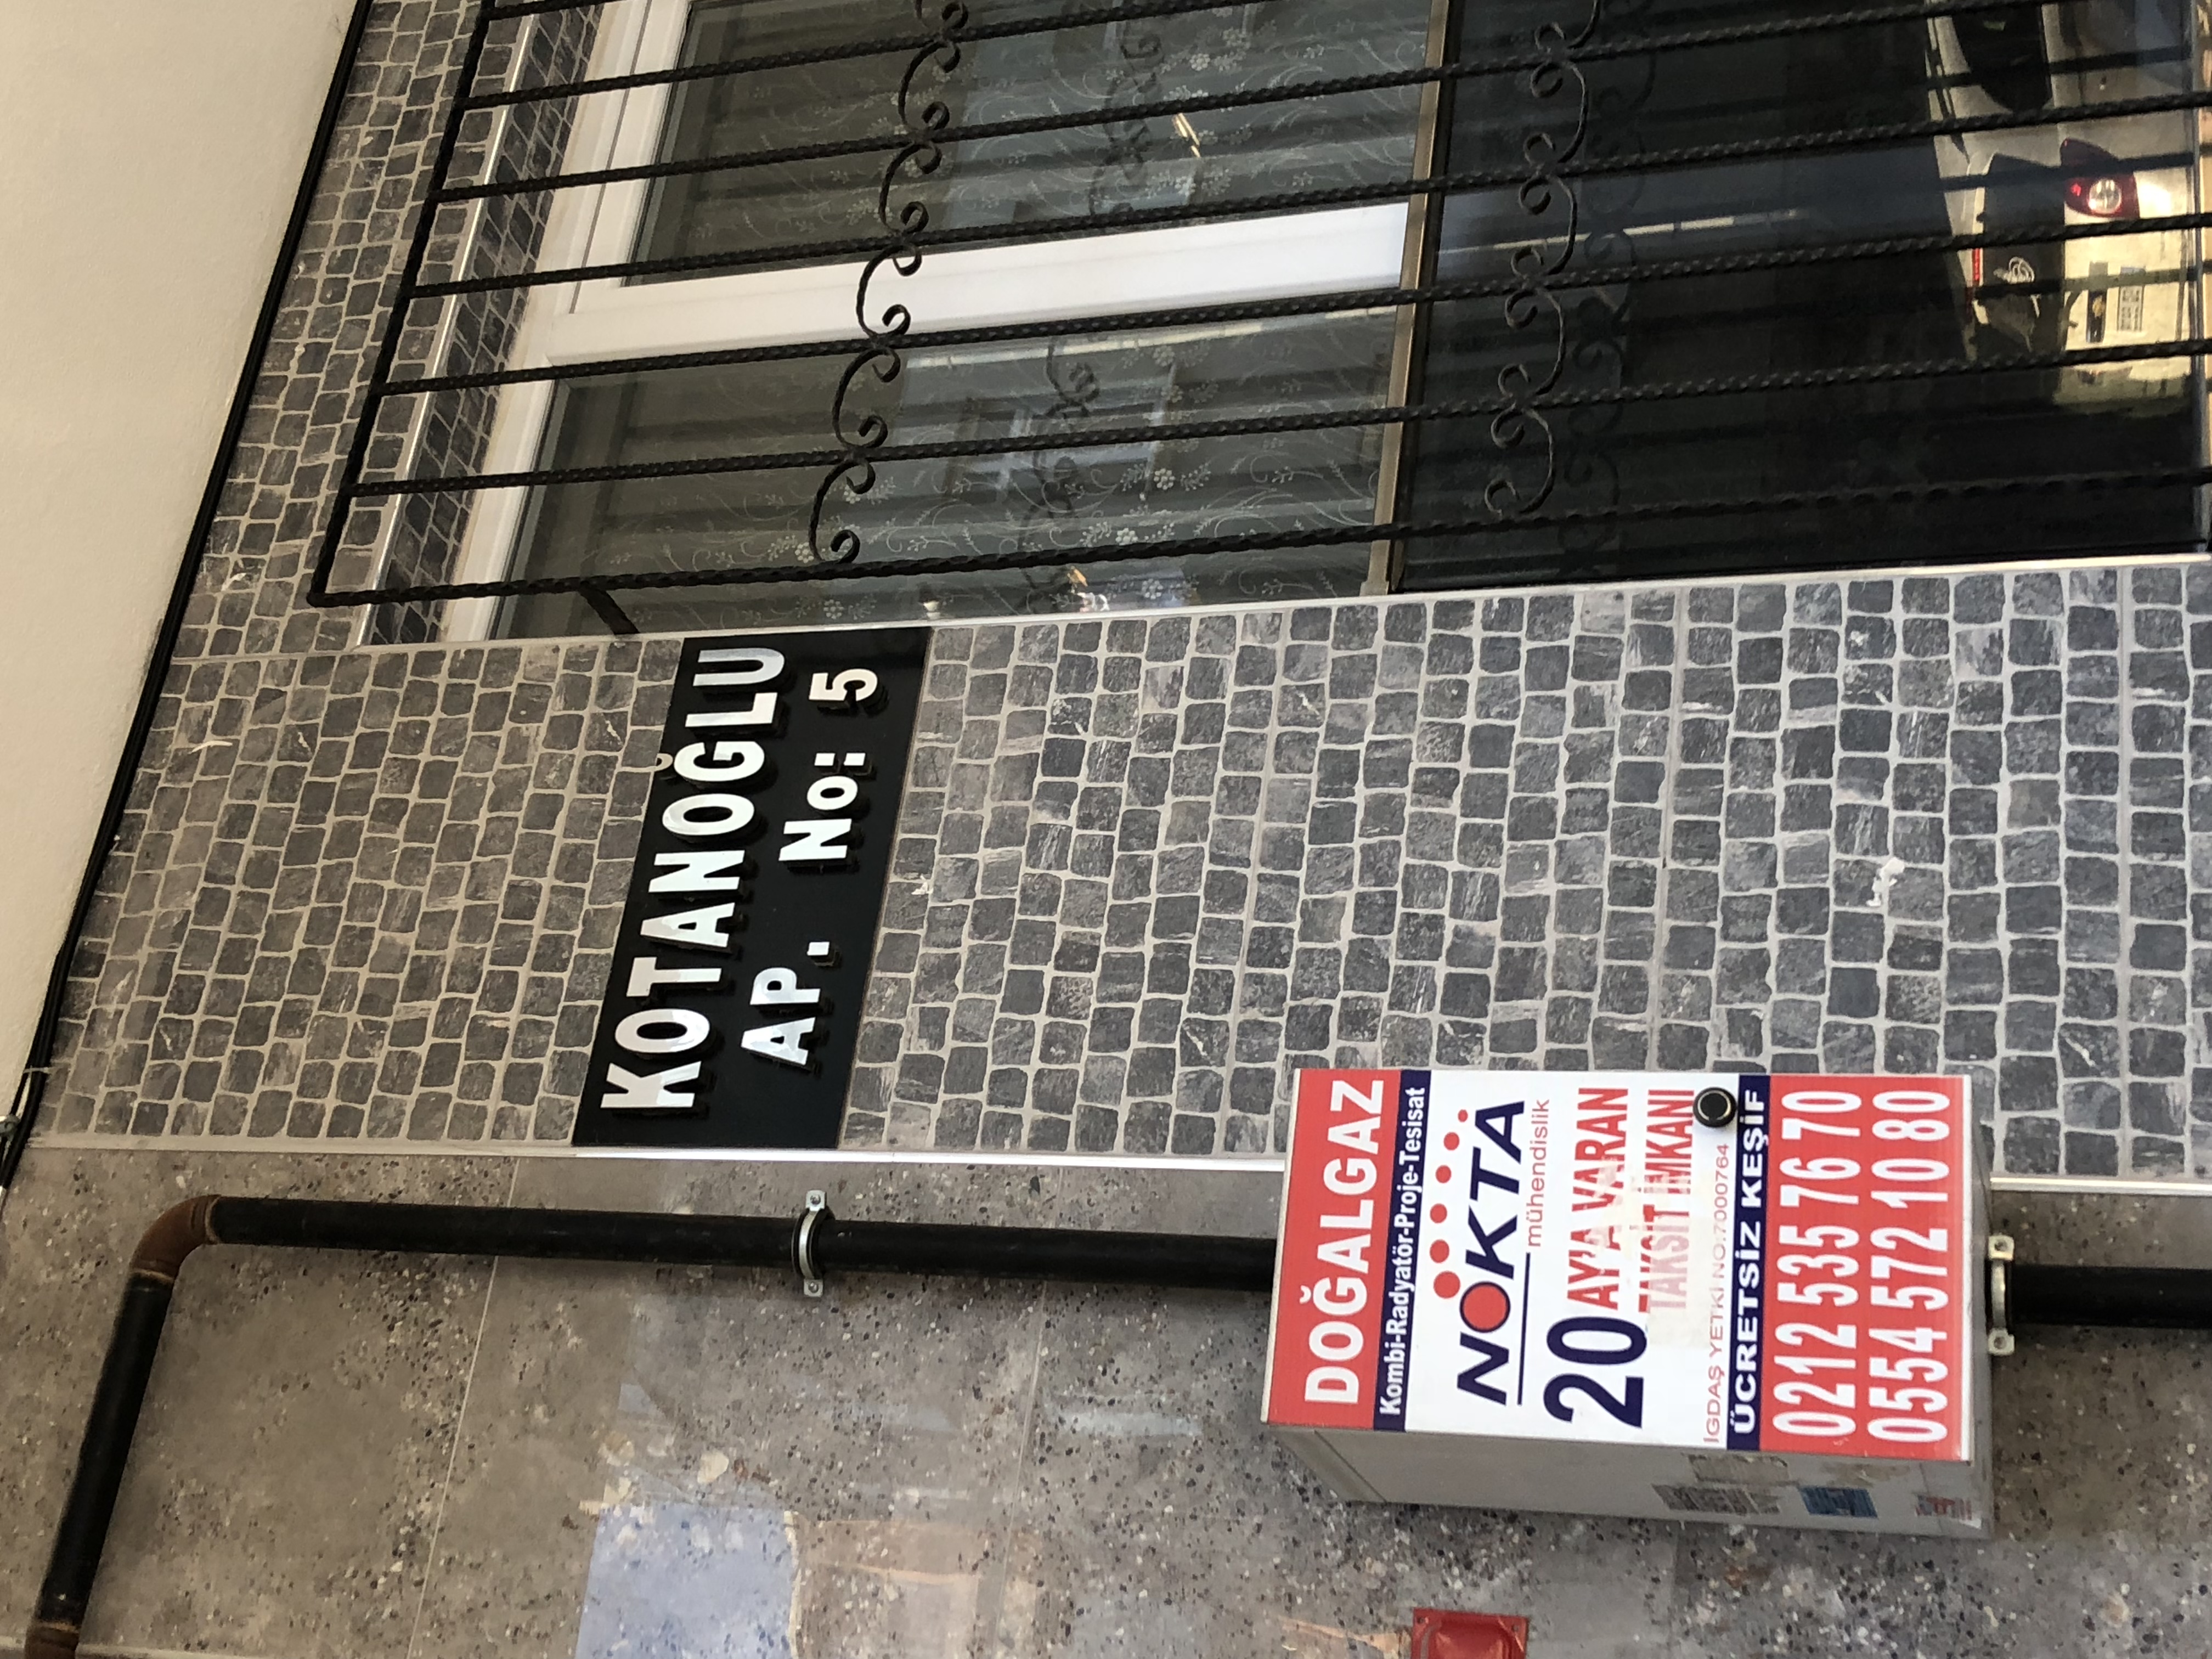 KOTANOĞLU
AP. No: 5
DOĞALGAZ
Kombi-Radyatör-Proje-Tesisat
NOKTA
mühendislik
20 AYA VARAN
TAKSİT İMKANI
İGDAŞ YETKİ NO:7000764
ÜCRETSİZ KEŞİF
0212 535 76 70
0554 572 10 80